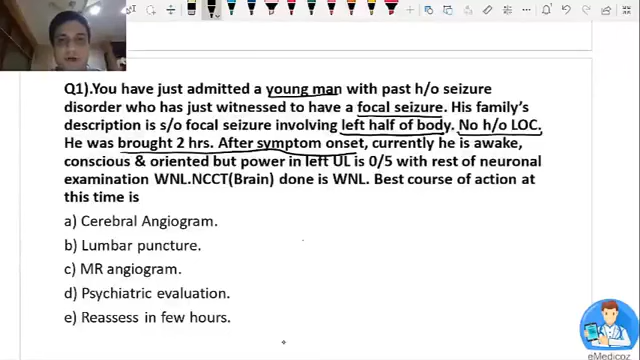 Q1).You have just admitted a young man with past h/o seizure
disorder who has just witnessed to have a focal seizure. His family's
description is s/o focal seizure involving left half of body. No h/o LOC.
He was brought 2 hrs. After symptom onset, currently he is awake,
conscious & oriented but power in left UL is 0/5 with rest of neuronal
examination WNL.NCCT(Brain) done is WNL. Best course of action at
this time is
a) Cerebral Angiogram.
b) Lumbar puncture.
c) MR angiogram.
d) Psychiatric evaluation.
e) Reassess in few hours.
eMedicoz